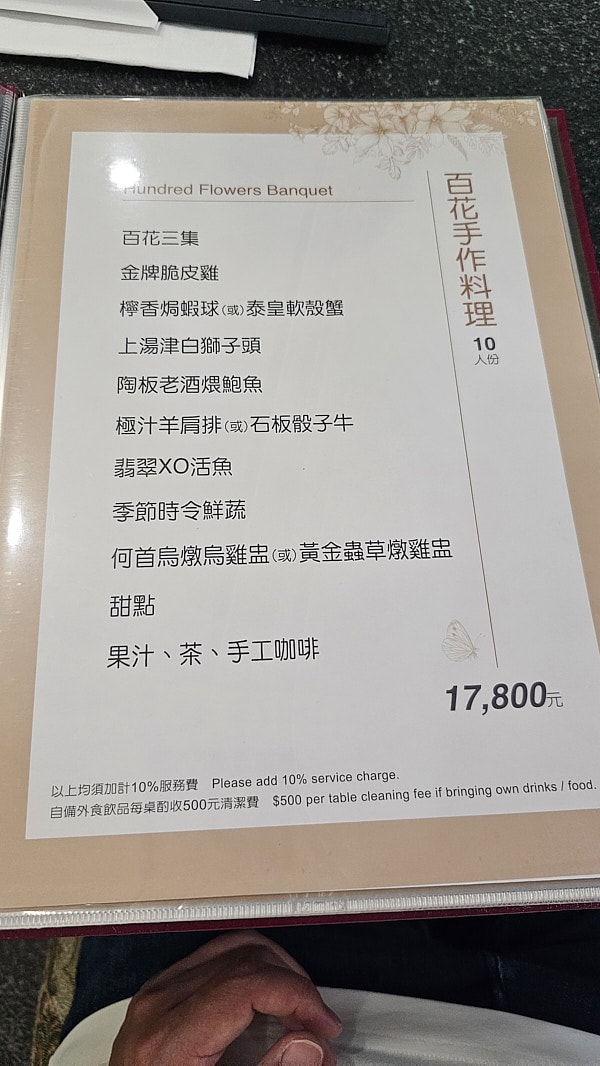 Hundred Flowers Banquet
百花手作料理
10
人份
百花三集
金牌脆皮雞
檸香焗蝦球(或)泰皇軟殼蟹
上湯津白獅子頭
陶板老酒煨鮑魚
極汁羊肩排(或)石板骰子牛
翡翠XO活魚
季節時令鮮蔬
何首烏燉烏雞盅(或)黃金蟲草燉雞盅
甜點
果汁、茶、手工咖啡
17,800元
以上均須加計10%服務費 Please add 10% service charge.
自備外食飲品每桌酌收500元清潔費 $500 per table cleaning fee if bringing own drinks / food.